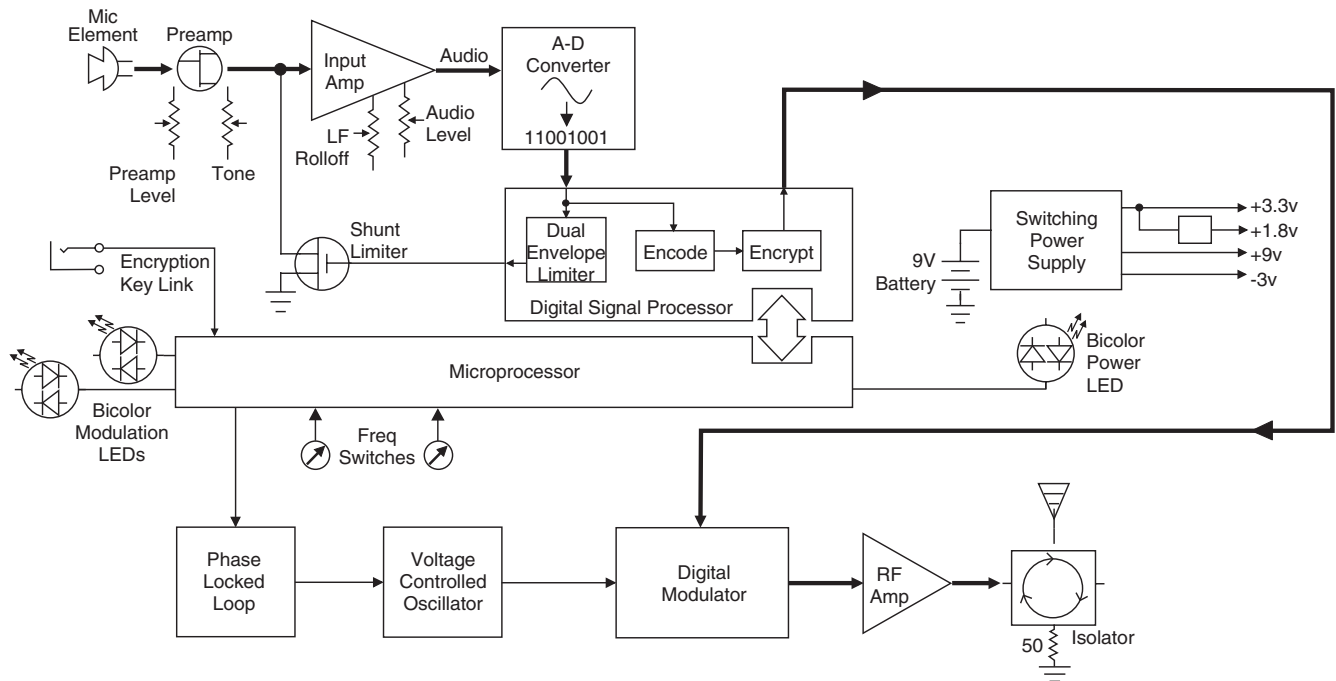 Mic
Element
Preamp
Input
Amp
Audio
A-D
Converter
11001001
LF
Rolloff
Audio
Level
Preamp
Level
Tone
Shunt
Limiter
Dual
Envelope
Limiter
Encode
Encrypt
Digital Signal Processor
Switching
Power
Supply
+3.3v
+1.8v
+9v
-3v
9V
Battery
Encryption
Key Link
Microprocessor
Bicolor
Power
LED
Bicolor
Modulation
LEDs
Freq
Switches
Phase
Locked
Loop
Voltage
Controlled
Oscillator
Digital
Modulator
RF
Amp
50
Isolator